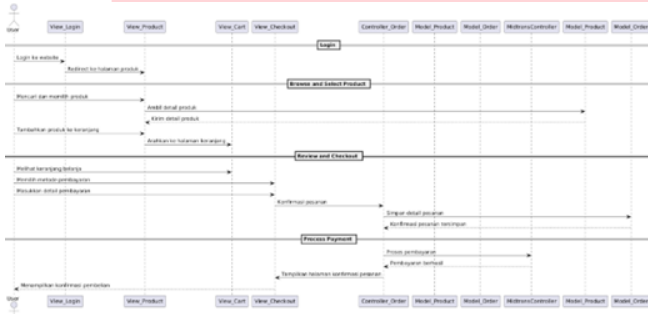 User View_Login View_Product View_Cart View_Checkout Controller_Order Model_Product Model_Order MidtransController Model_Product Model_Order
Login
Login ke website
Redirect ke halaman produk
Browse and Select Product
Mencari dan memilih produk
Ambil detail produk
Kirim detail produk
Tambahkan produk ke keranjang
Arahkan ke halaman keranjang
Review and Checkout
Melihat keranjang belanja
Memilih metode pembayaran
Masukkan detail pembayaran
Konfirmasi pesanan
Simpan detail pesanan
Konfirmasi pesanan tersimpan
Process Payment
Proses pembayaran
Pembayaran berhasil
Tampilkan halaman konfirmasi pesanan
Menampilkan konfirmasi pembelian
User View_Login View_Product View_Cart View_Checkout Controller_Order Model_Product Model_Order MidtransController Model_Product Model_Order